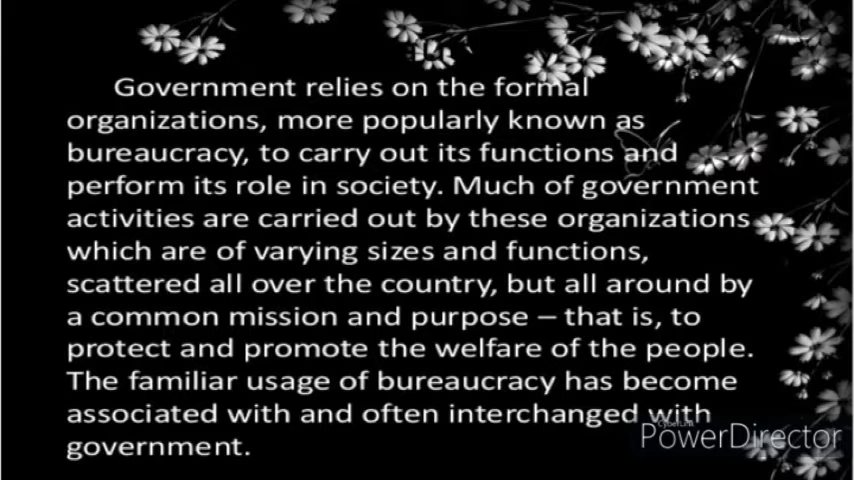 Government relies on the formal
organizations, more popularly known as
bureaucracy, to carry out its functions and
perform its role in society. Much of government
activities are carried out by these organizations
which are of varying sizes and functions,
scattered all over the country, but all around by
a common mission and purpose – that is, to
protect and promote the welfare of the people.
The familiar usage of bureaucracy has become
associated with and often interchanged with
government.
CyberLink
PowerDirector